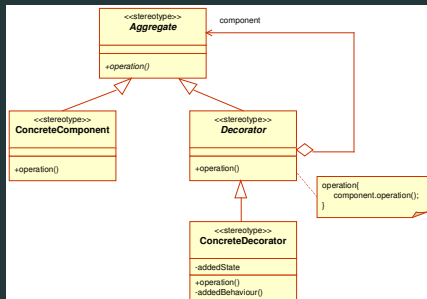 <<stereotype>>
Aggregate
+operation()
component
<<stereotype>>
ConcreteComponent
+operation()
<<stereotype>>
Decorator
+operation()
operation{
component.operation();
}
<<stereotype>>
ConcreteDecorator
-addedState
+operation()
-addedBehaviour()